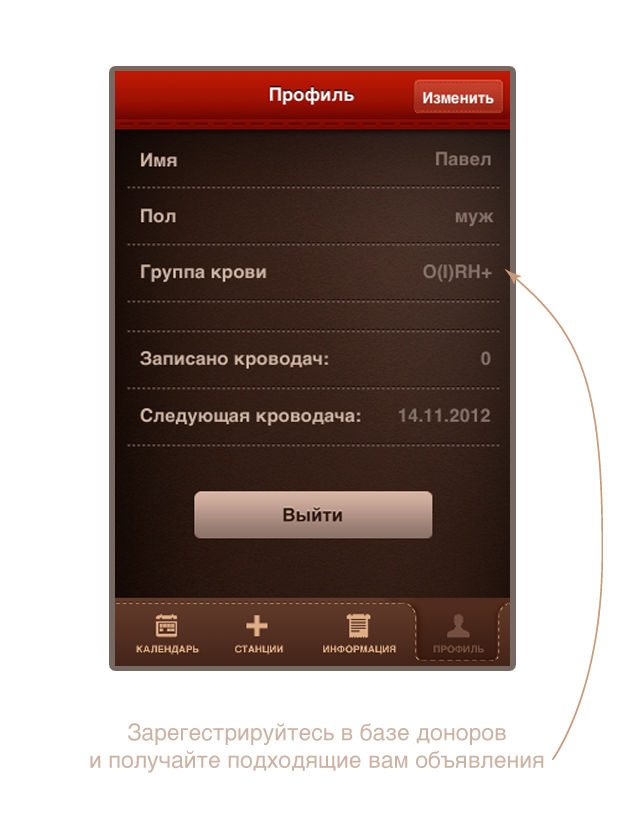 Профиль
Изменить
Имя Павел
Пол муж
Группа крови O(I)RH+
Записано кроводач: 0
Следующая кроводача: 14.11.2012
Выйти
КАЛЕНДАРЬ СТАНЦИИ ИНФОРМАЦИЯ ПРОФИЛЬ
Зарегестрируйтесь в базе доноров
и получайте подходящие вам объявления